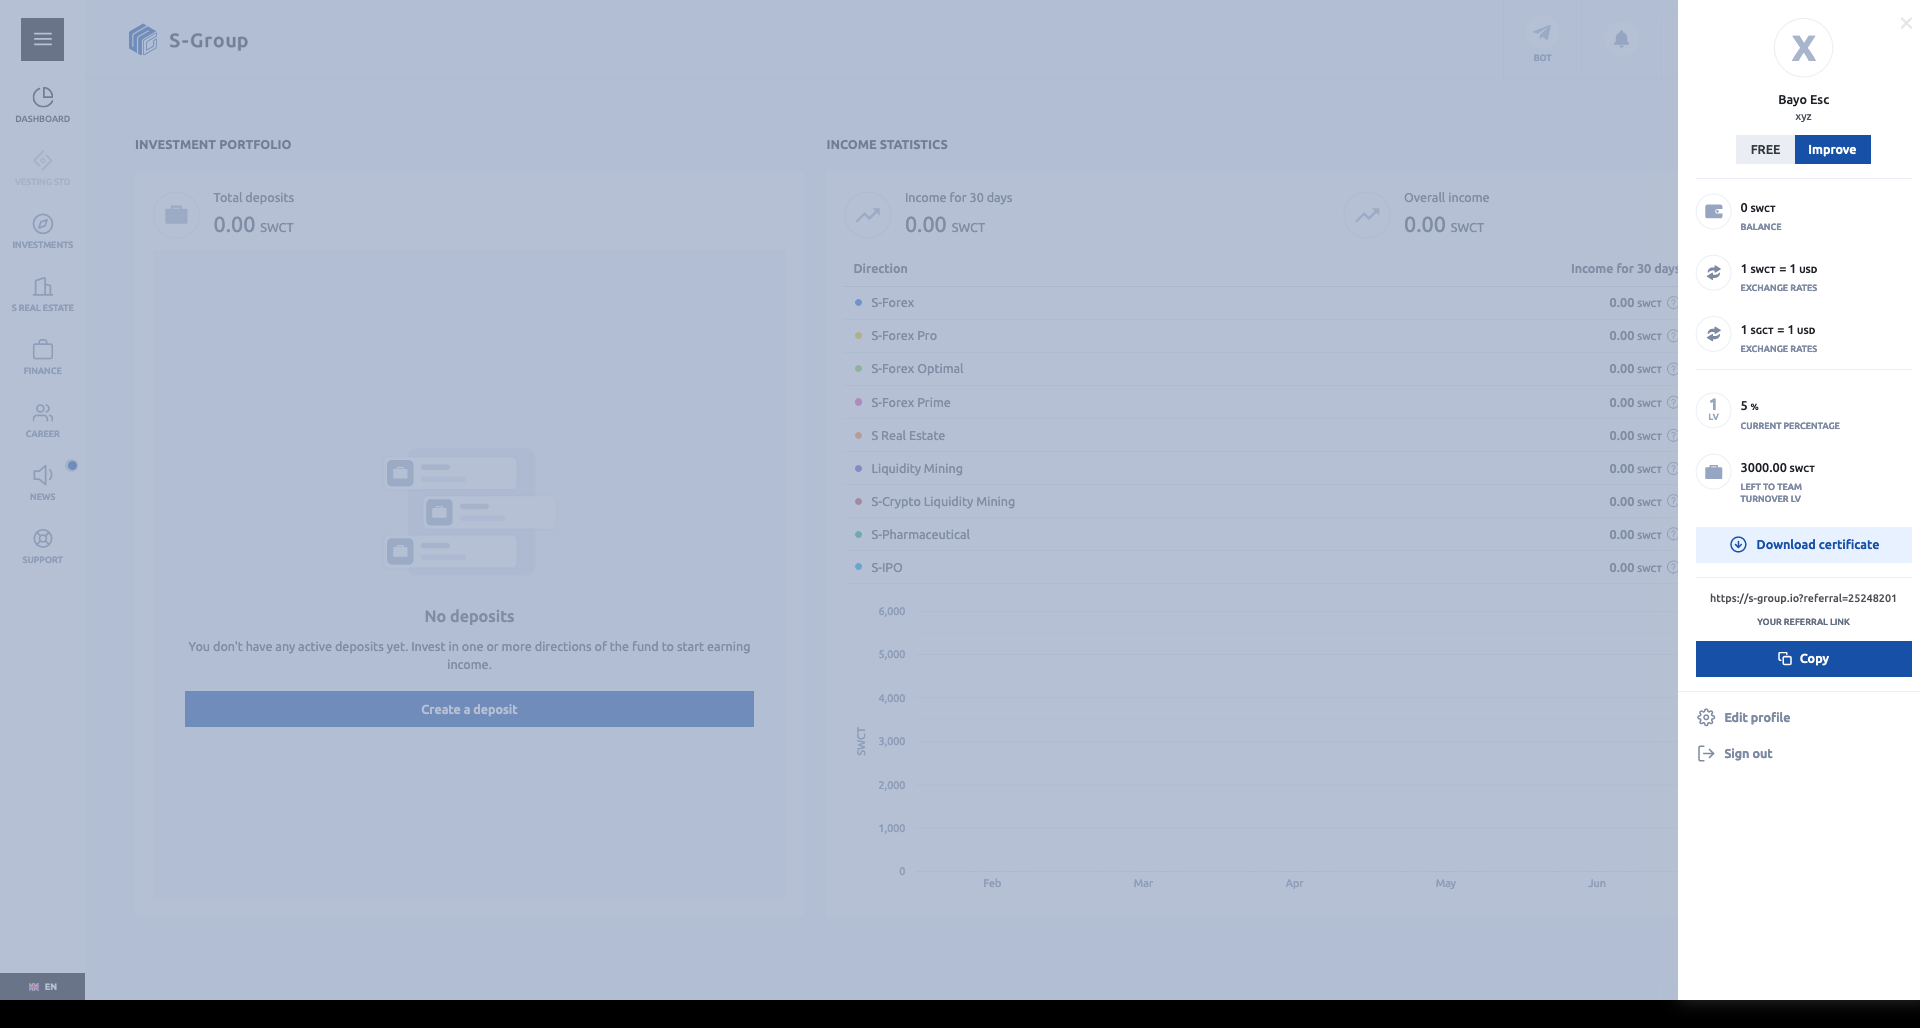 S-Group
BOT
DASHBOARD
VESTING STO
INVESTMENTS
S REAL ESTATE
FINANCE
CAREER
NEWS
SUPPORT
EN
INVESTMENT PORTFOLIO
Total deposits
0.00 SWCT
No deposits
You don't have any active deposits yet. Invest in one or more directions of the fund to start earning
income.
Create a deposit
INCOME STATISTICS
Income for 30 days
0.00 SWCT
Overall income
0.00 SWCT
Direction Income for 30 days
S-Forex 0.00 SWCT ?
S-Forex Pro 0.00 SWCT ?
S-Forex Optimal 0.00 SWCT ?
S-Forex Prime 0.00 SWCT ?
S Real Estate 0.00 SWCT ?
Liquidity Mining 0.00 SWCT ?
S-Crypto Liquidity Mining 0.00 SWCT ?
S-Pharmaceutical 0.00 SWCT ?
S-IPO 0.00 SWCT ?
6,000
5,000
4,000
3,000
2,000
1,000
0
SWCT
Feb Mar Apr May Jun
X
Bayo Esc
xyz
FREE Improve
0 SWCT
BALANCE
1 SWCT = 1 USD
EXCHANGE RATES
1 SGCT = 1 USD
EXCHANGE RATES
1
LV
5 %
CURRENT PERCENTAGE
3000.00 SWCT
LEFT TO TEAM
TURNOVER LV
Download certificate
https://s-group.io?referral=25248201
YOUR REFERRAL LINK
Copy
Edit profile
Sign out